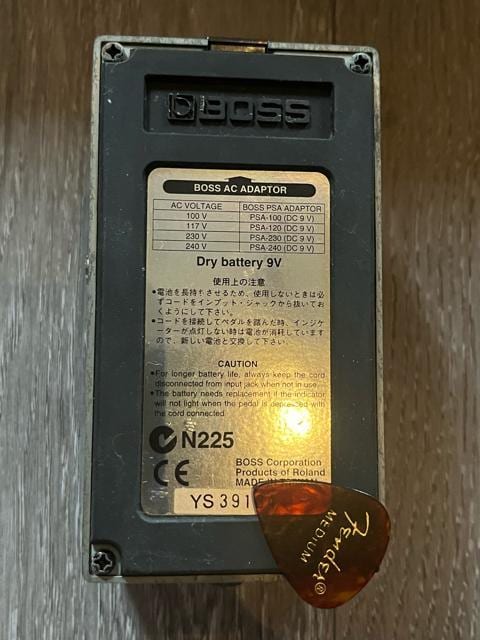 BOSS
BOSS AC ADAPTOR
AC VOLTAGE BOSS PSA ADAPTOR
100 V PSA-100 (DC 9 V)
117 V PSA-120 (DC 9 V)
230 V PSA-230 (DC 9 V)
240 V PSA-240 (DC 9 V)
Dry battery 9V
使用上の注意
●電池を長持ちさせるため、使用しないときは必
ずコードをインプット・ジャックから抜いてお
くようにして下さい。
●コードを接続してペダルを踏んだ時、インジケ
ーターが点灯しない時は電池が消耗しています
ので、新しい電池と交換して下さい。
CAUTION
●For longer battery life, always keep the cord
disconnected from input jack when not in use.
●The battery needs replacement if the indicator
will not light when the pedal is depressed with
the cord connected.
N225
CE
BOSS Corporation
Products of Roland
MADE IN
YS 391
Fender®
MEDIUM